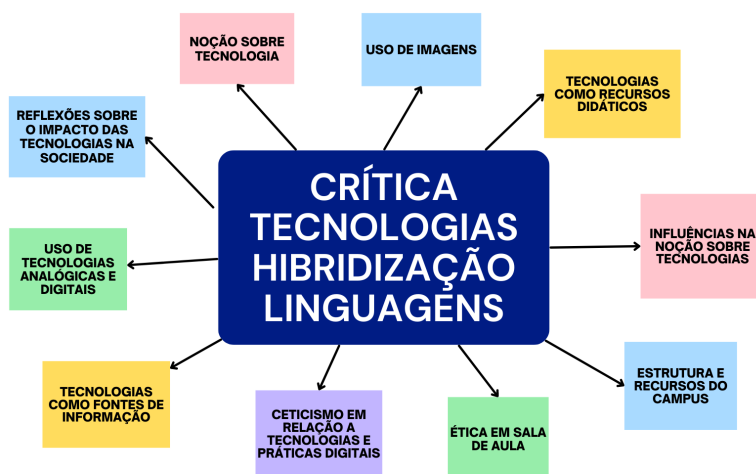 NOÇÃO SOBRE
TECNOLOGIA
USO DE IMAGENS
TECNOLOGIAS
COMO RECURSOS
DIDÁTICOS
REFLEXÕES SOBRE
O IMPACTO DAS
TECNOLOGIAS NA
SOCIEDADE
CRÍTICA
TECNOLOGIAS
HIBRIDIZAÇÃO
LINGUAGENS
INFLUÊNCIAS NA
NOÇÃO SOBRE
TECNOLOGIAS
USO DE
TECNOLOGIAS
ANALÓGICAS E
DIGITAIS
ESTRUTURA E
RECURSOS DO
CAMPUS
TECNOLOGIAS
COMO FONTES DE
INFORMAÇÃO
CETICISMO EM
RELAÇÃO A
TECNOLOGIAS E
PRÁTICAS DIGITAIS
ÉTICA EM SALA
DE AULA